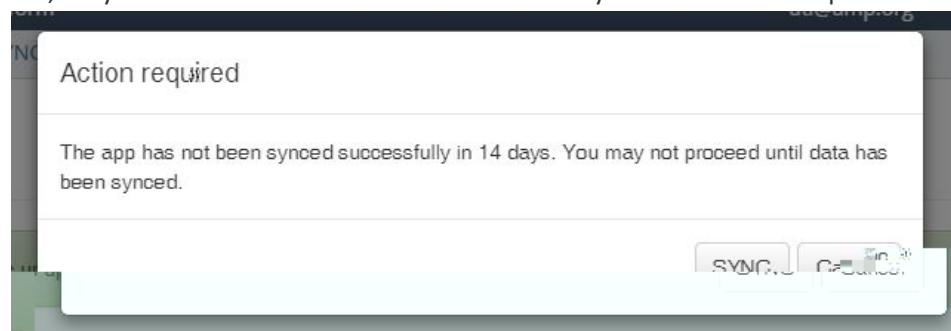 Action required
The app has not been synced successfully in 14 days. You may not proceed until data has
been synced.
SYNC